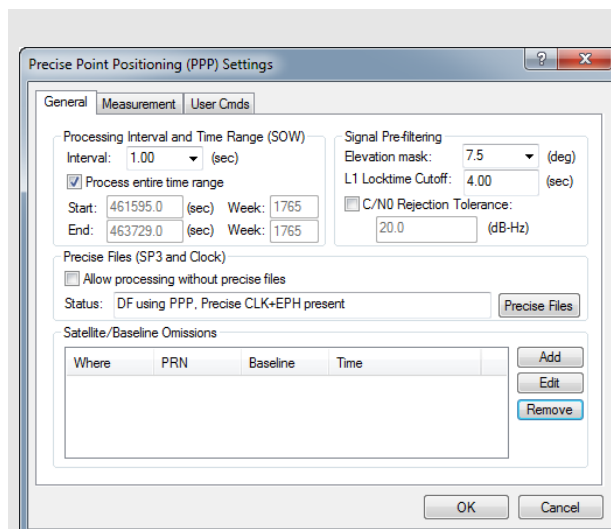 Precise Point Positioning (PPP) Settings
General Measurement User Cmds
Processing Interval and Time Range (SOW)
Interval: 1.00 (sec)
Process entire time range
Start: 461595.0 (sec) Week: 1765
End: 463729.0 (sec) Week: 1765
Signal Pre-filtering
Elevation mask: 7.5 (deg)
L1 Locktime Cutoff: 4.00 (sec)
C/N0 Rejection Tolerance:
20.0 (dB-Hz)
Precise Files (SP3 and Clock)
Allow processing without precise files
Status: DF using PPP, Precise CLK+EPH present Precise Files
Satellite/Baseline Omissions
Where PRN Baseline Time
Add
Edit
Remove
OK Cancel